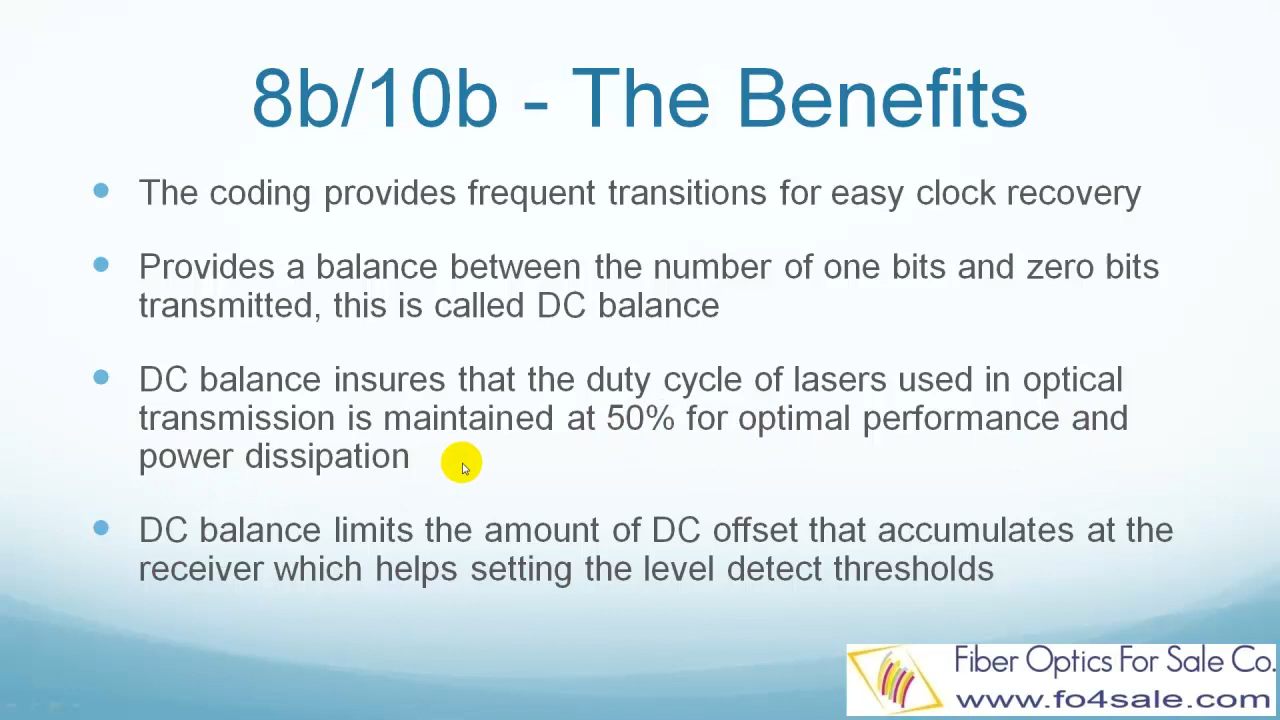 8b/10b - The Benefits
The coding provides frequent transitions for easy clock recovery
Provides a balance between the number of one bits and zero bits
transmitted, this is called DC balance
DC balance insures that the duty cycle of lasers used in optical
transmission is maintained at 50% for optimal performance and
power dissipation
DC balance limits the amount of DC offset that accumulates at the
receiver which helps setting the level detect thresholds
Fiber Optics For Sale Co.
www.fo4sale.com